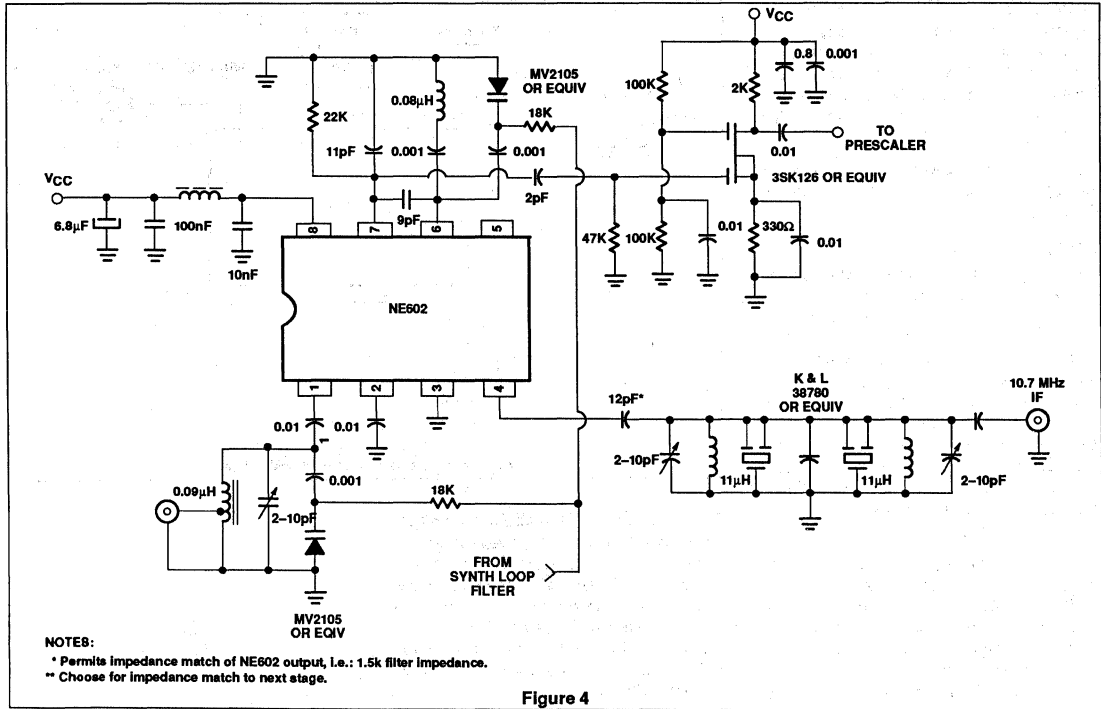 VCC
0.8
0.001
MV2105
OR EQUIV
100K
2K
0.08µH
22K
18K
TO
PRESCALER
0.01
11pF
0.001
0.001
3SK126 OR EQUIV
VCC
2pF
6.8µF
100nF
9pF
47K
100K
0.01
330Ω
0.01
10nF
8
7
6
5
NE602
1
2
3
4
K & L
38780
OR EQUIV
10.7 MHz
IF
12pF*
0.01
0.01
1
2–10pF
11µH
11µH
2–10pF
0.001
0.09µH
2–10pF
18K
FROM
SYNTH LOOP
FILTER
MV2105
OR EQIV
NOTES:
* Permits impedance match of NE602 output, i.e.: 1.5k filter impedance.
** Choose for impedance match to next stage.
Figure 4